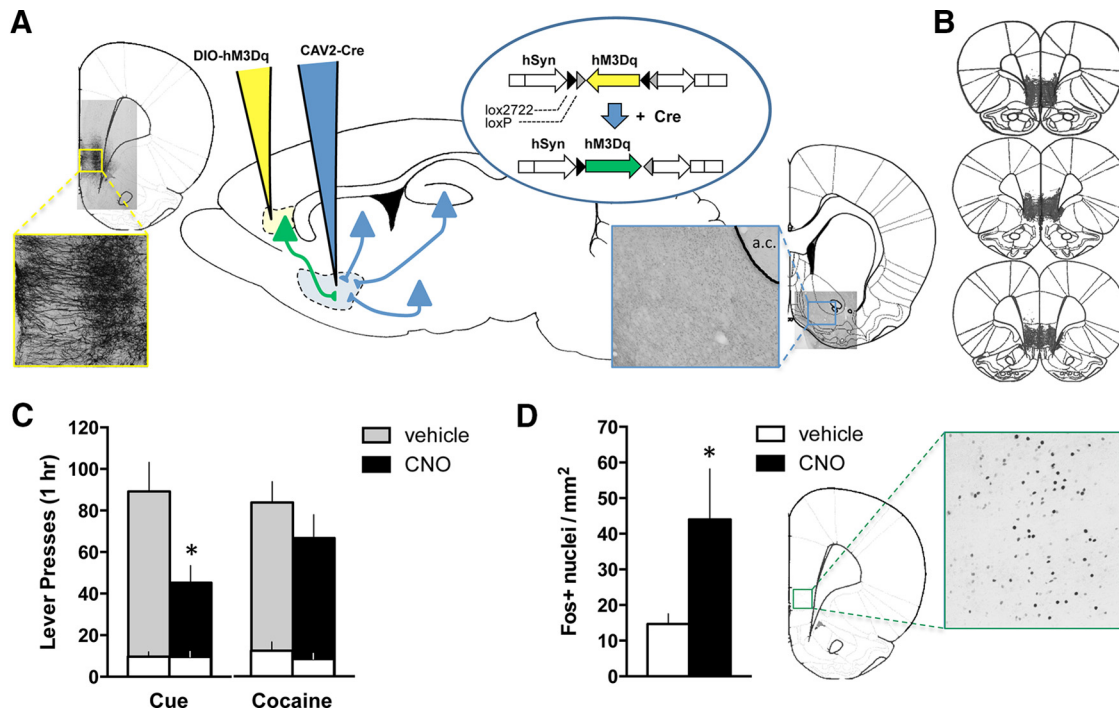 A
DIO-hM3Dq
CAV2-Cre
hSyn
hM3Dq
lox2722
loxP
+ Cre
hSyn
hM3Dq
a.c.
B
C
Lever Presses (1 hr)
120
100
80
60
40
20
0
*
Cue
Cocaine
vehicle
CNO
D
Fos+ nuclei / mm²
70
60
50
40
30
20
10
0
*
vehicle
CNO